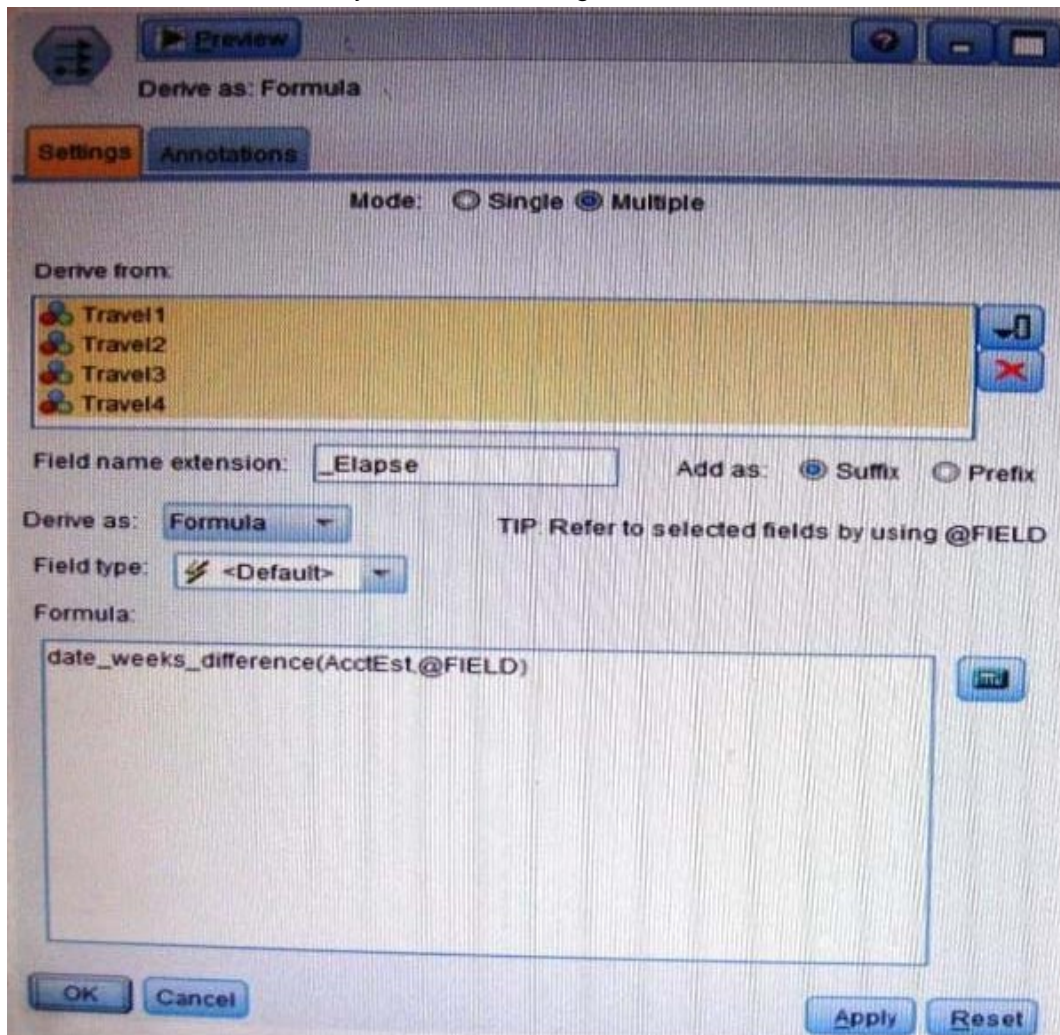 Preview
Derive as: Formula
Settings Annotations
Mode: Single Multiple
Derive from:
Travel1
Travel2
Travel3
Travel4
Field name extension: _Elapse Add as: Suffix Prefix
Derive as: Formula TIP: Refer to selected fields by using @FIELD
Field type: <Default>
Formula:
date_weeks_difference(AcctEst,@FIELD)
OK Cancel Apply Reset